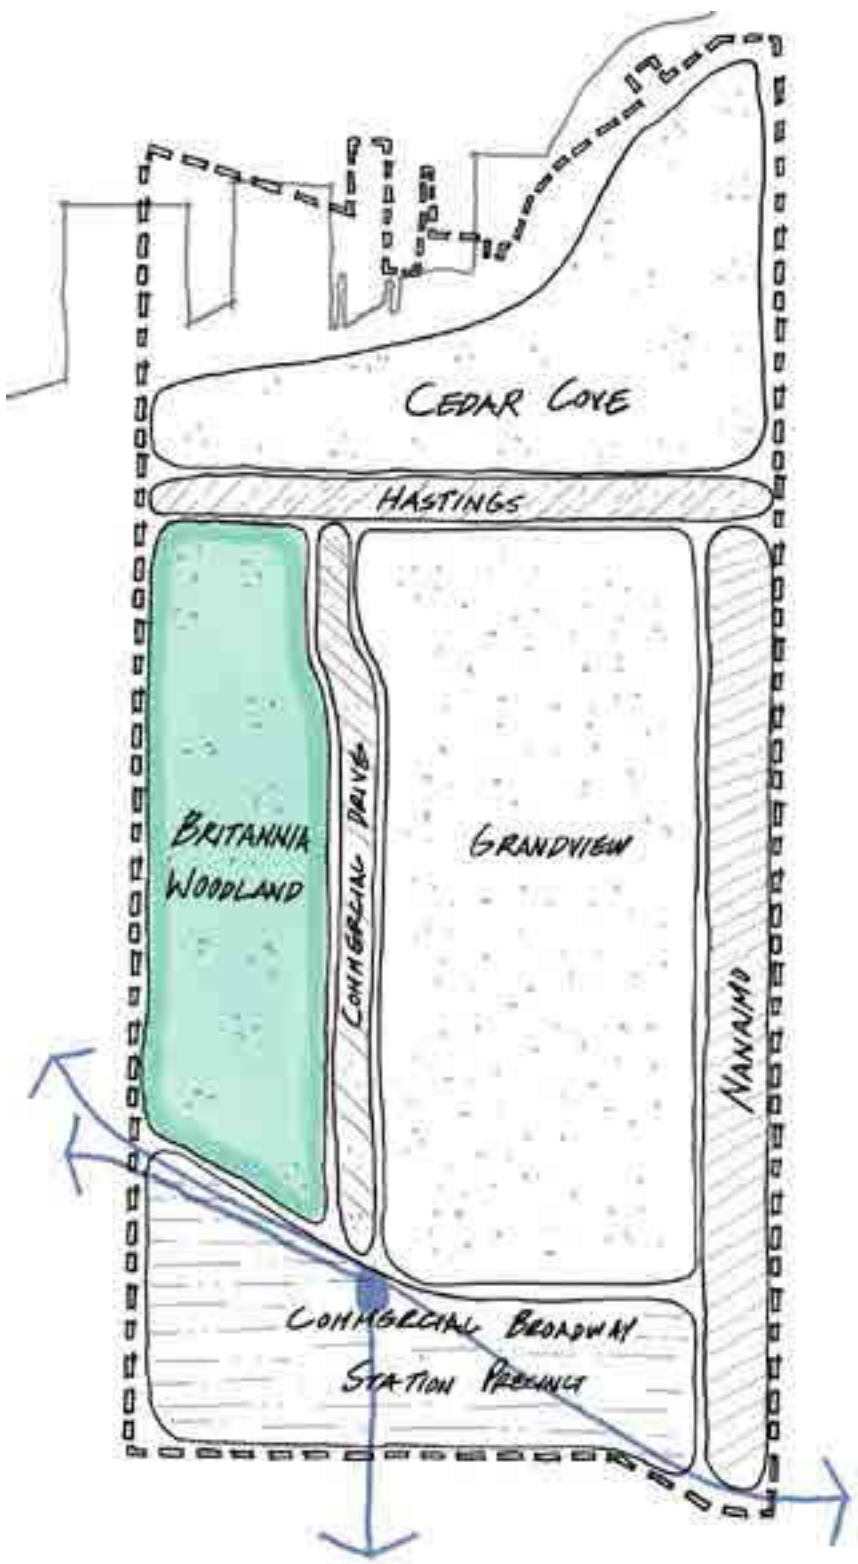 CEDAR COVE
HASTINGS
BRITANNIA
WOODLAND
COMMERCIAL DRIVE
GRANDVIEW
NANAIMO
COMMERCIAL BROADWAY
STATION PRECINCT